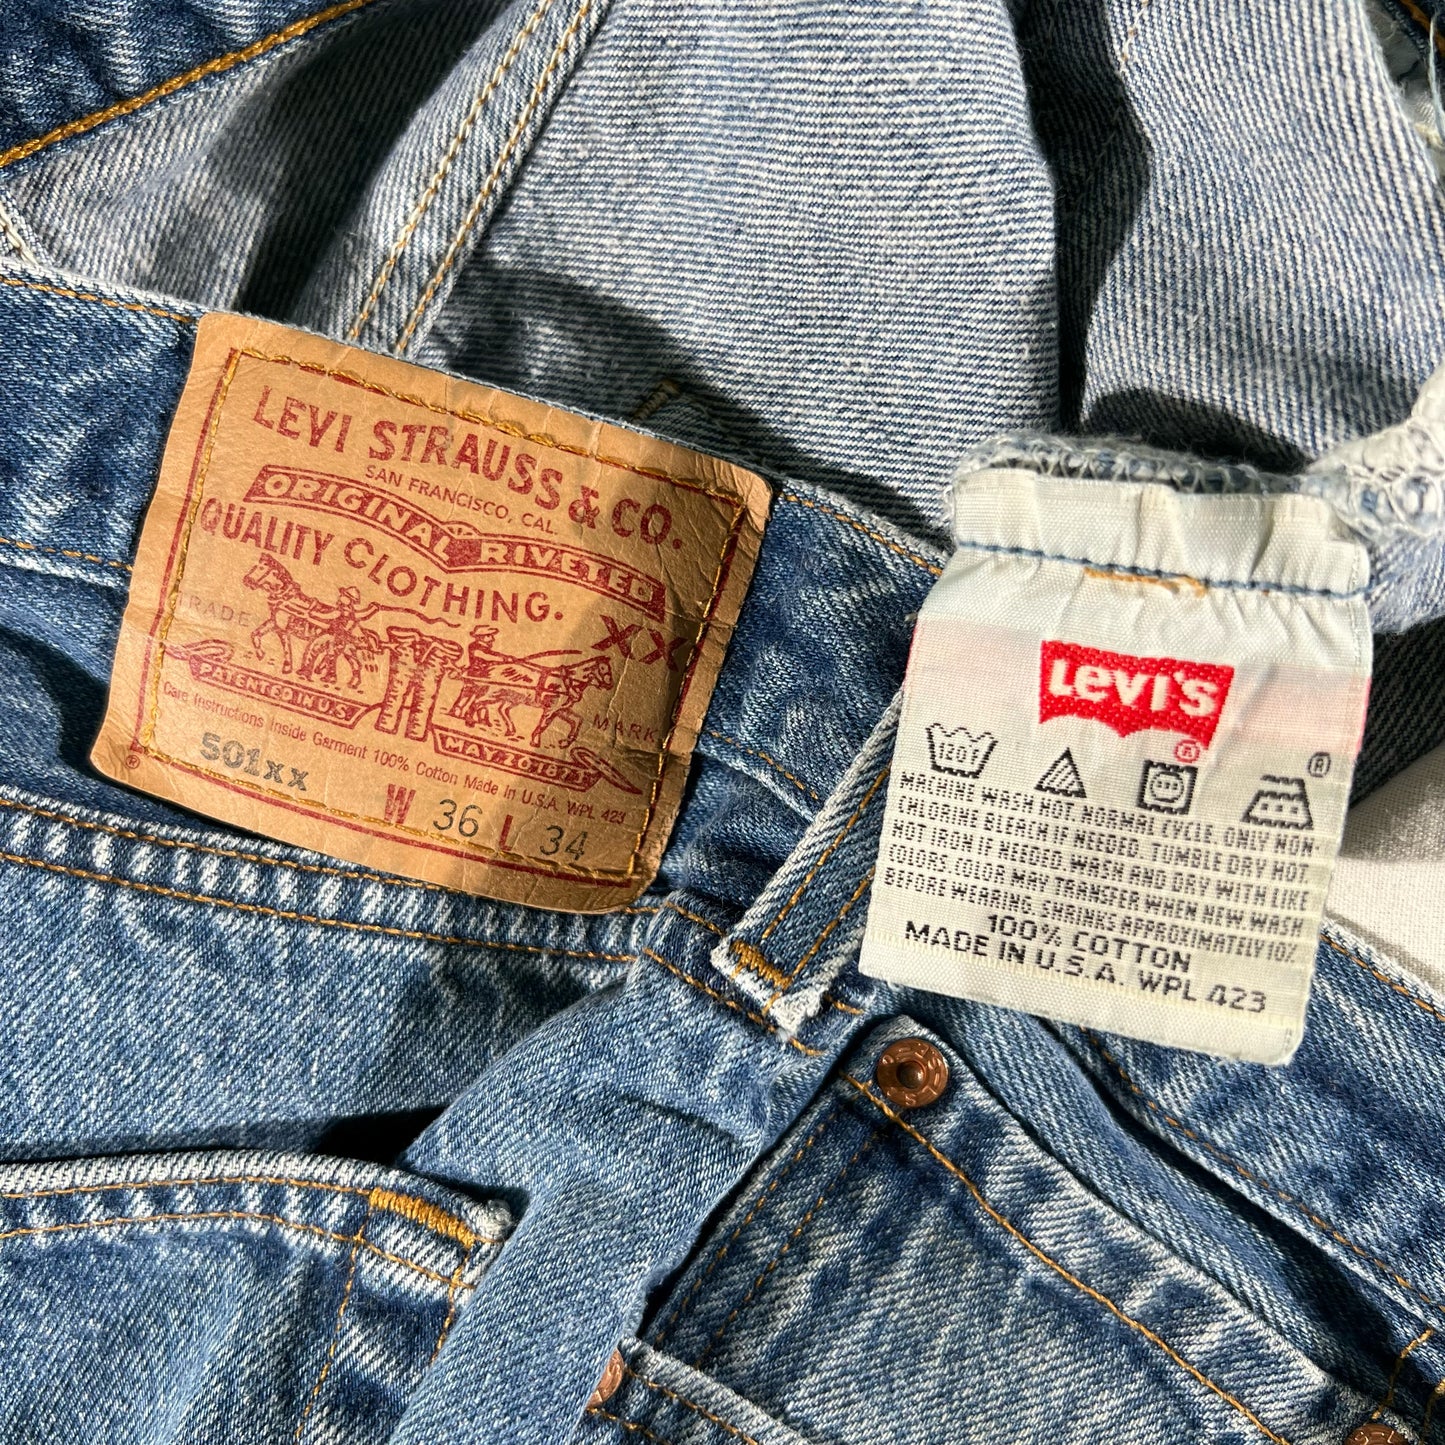 LEVI STRAUSS & CO.
SAN FRANCISCO, CAL.
ORIGINAL RIVETED
QUALITY CLOTHING.
TRADE
XX
MARK
PATENTED IN U.S.
MAY 20 1873
Care Instructions Inside Garment 100% Cotton Made in U.S.A. WPL 423
®
501xx
W 36 L 34
Levi's
®
120F
®
MACHINE WASH HOT. NORMAL CYCLE. ONLY NON-
CHLORINE BLEACH IF NEEDED. TUMBLE DRY HOT
HOT IRON IF NEEDED. WASH AND DRY WITH LIKE
COLORS. COLOR MAY TRANSFER WHEN NEW. WASH
BEFORE WEARING. SHRINKS APPROXIMATELY 10%
100% COTTON
MADE IN U.S.A. WPL 423